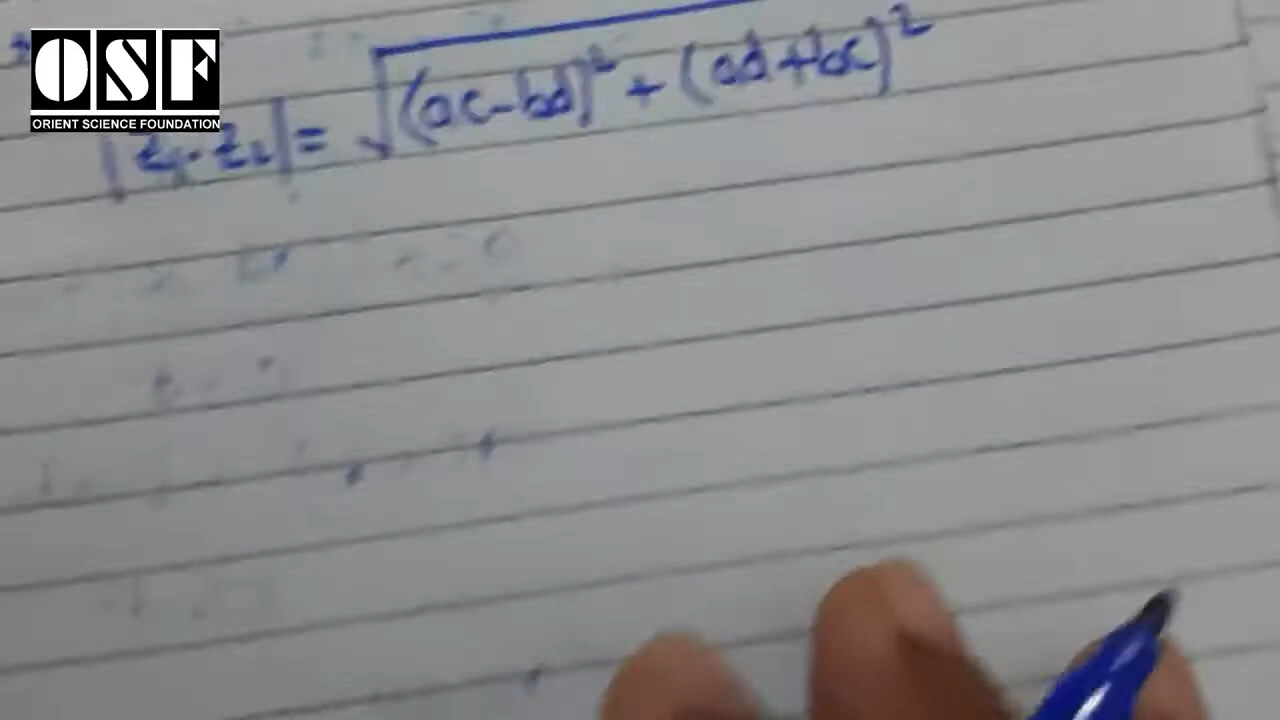 OSF
ORIENT SCIENCE FOUNDATION
|z₁·z₂| = √((ac-bd)² + (ad+bc)²)